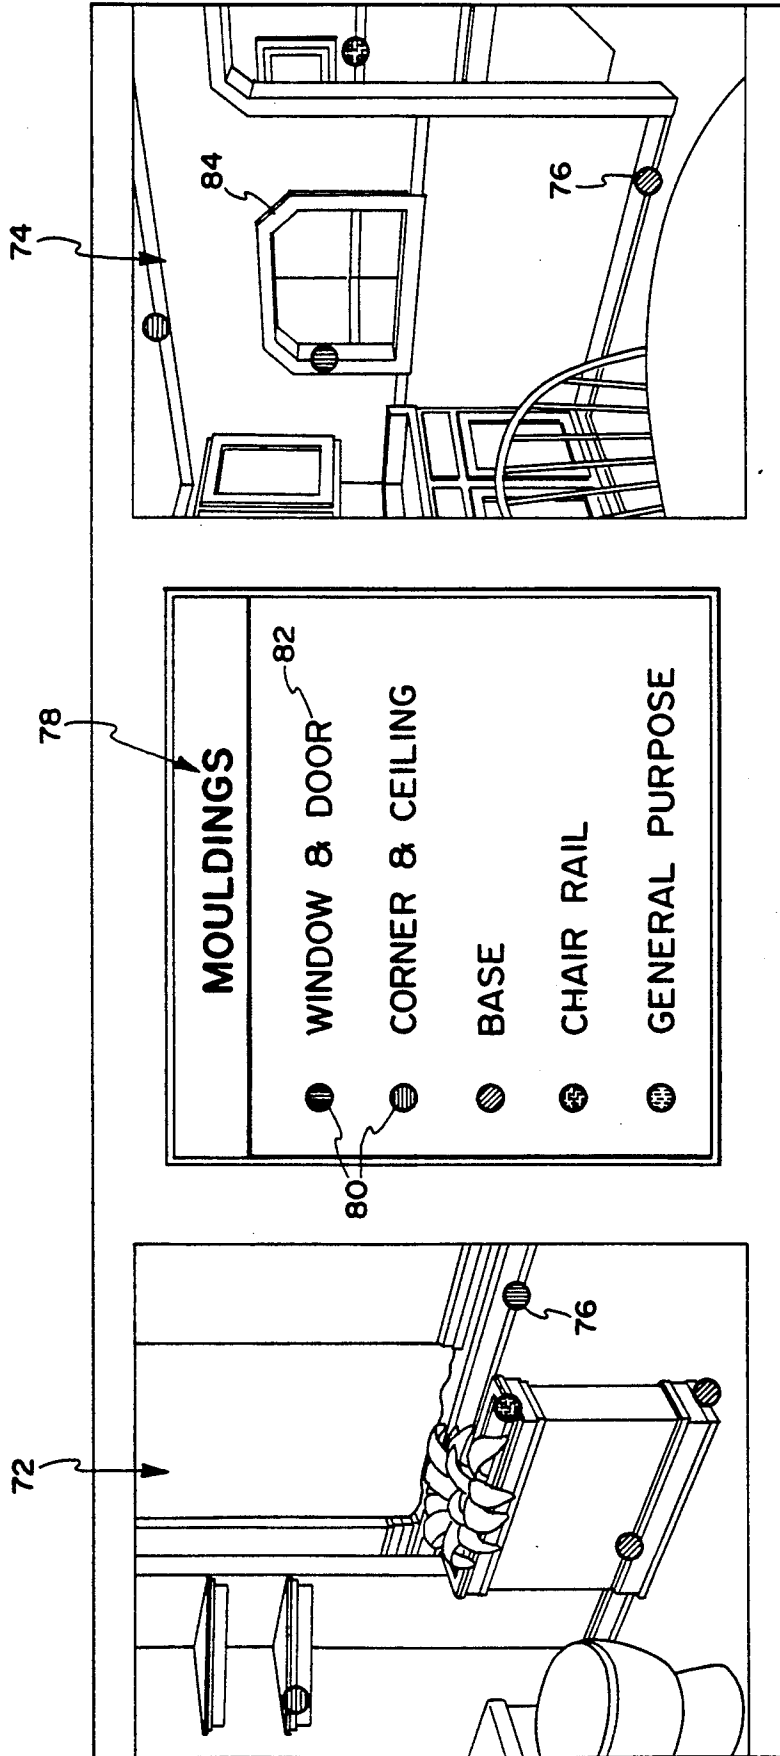 72
78
74
MOULDINGS
80
WINDOW & DOOR 82
CORNER & CEILING
BASE
CHAIR RAIL
GENERAL PURPOSE
84
76
76